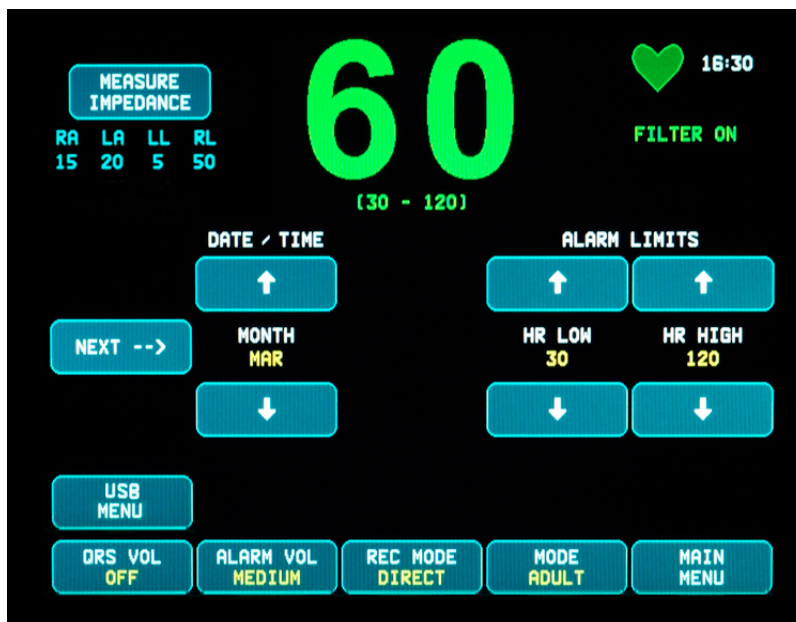 MEASURE
IMPEDANCE
RA LA LL RL
15 20 5 50
60
(30 - 120)
16:30
FILTER ON
DATE / TIME
ALARM LIMITS
NEXT -->
MONTH
MAR
HR LOW
30
HR HIGH
120
USB
MENU
QRS VOL
OFF
ALARM VOL
MEDIUM
REC MODE
DIRECT
MODE
ADULT
MAIN
MENU